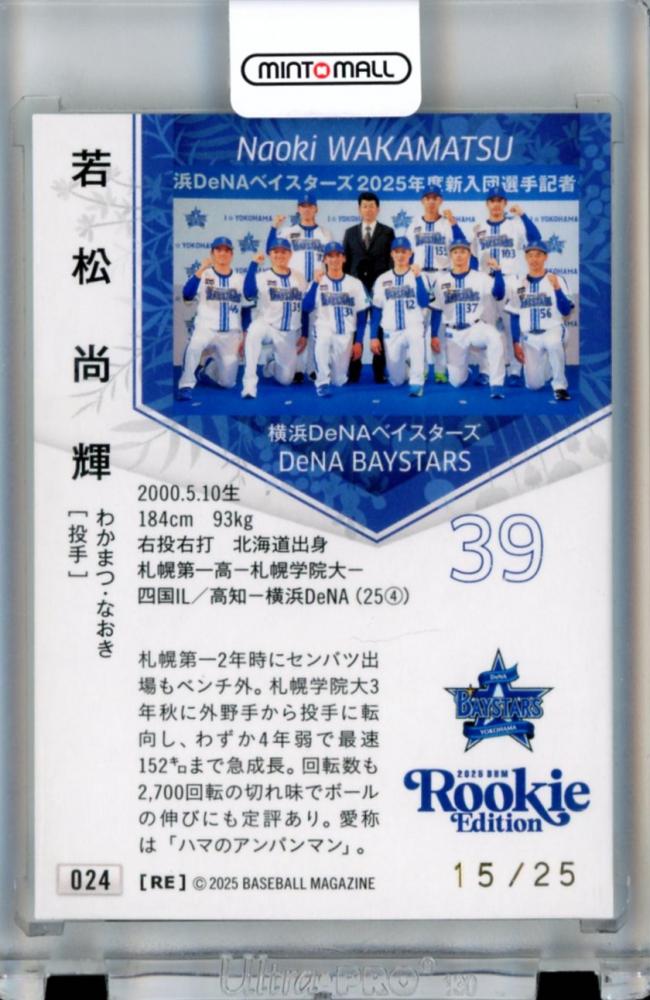 MINT MALL
Naoki WAKAMATSU
浜DeNAベイスターズ 2025年度新入団選手記者
若松尚輝
わかまつ・なおき
[投手]
横浜DeNAベイスターズ
DeNA BAYSTARS
39
2000.5.10生
184cm 93kg
右投右打 北海道出身
札幌第一高ー札幌学院大ー
四国IL／高知ー横浜DeNA（25④）
札幌第一2年時にセンバツ出
場もベンチ外。札幌学院大3
年秋に外野手から投手に転
向し、わずか4年弱で最速
152㌔まで急成長。回転数も
2,700回転の切れ味でボール
の伸びにも定評あり。愛称
は「ハマのアンパンマン」。
DeNA
BAYSTARS
YOKOHAMA
2025 BBM
Rookie
Edition
15/25
024
[RE] ©2025 BASEBALL MAGAZINE
Ultra-PRO®